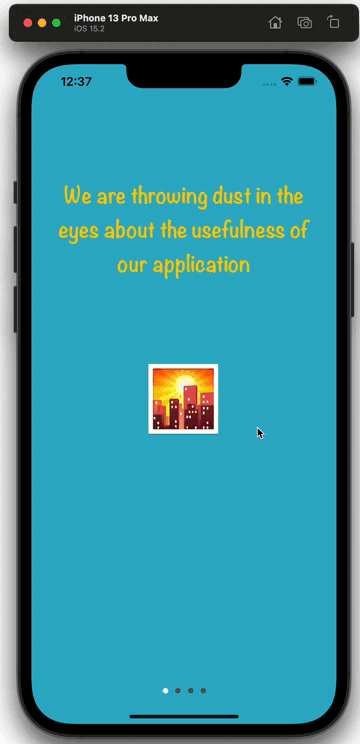 iPhone 13 Pro Max
iOS 15.2
12:37
We are throwing dust in the
eyes about the usefulness of
our application